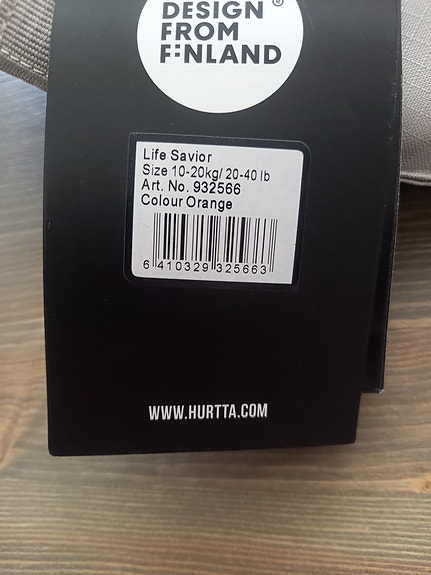 DESIGN ®
FROM
FINLAND
Life Savior
Size 10-20kg/ 20-40 lb
Art. No. 932566
Colour Orange
6 410329 325663
WWW.HURTTA.COM